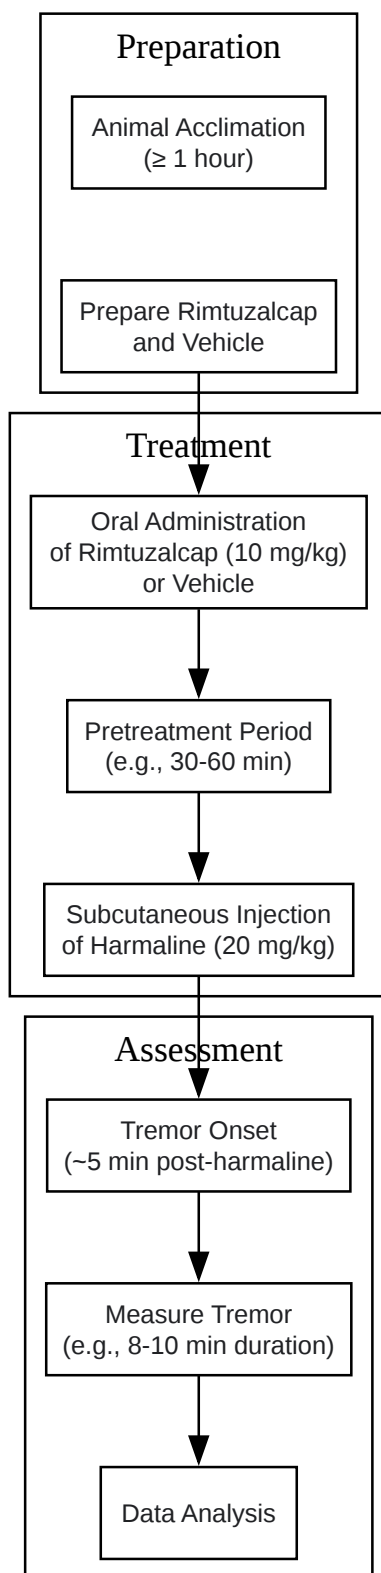 Preparation
Animal Acclimation
(≥ 1 hour)
Prepare Rimtuzalcap
and Vehicle
Treatment
Oral Administration
of Rimtuzalcap (10 mg/kg)
or Vehicle
Pretreatment Period
(e.g., 30-60 min)
Subcutaneous Injection
of Harmaline (20 mg/kg)
Assessment
Tremor Onset
(~5 min post-harmaline)
Measure Tremor
(e.g., 8-10 min duration)
Data Analysis